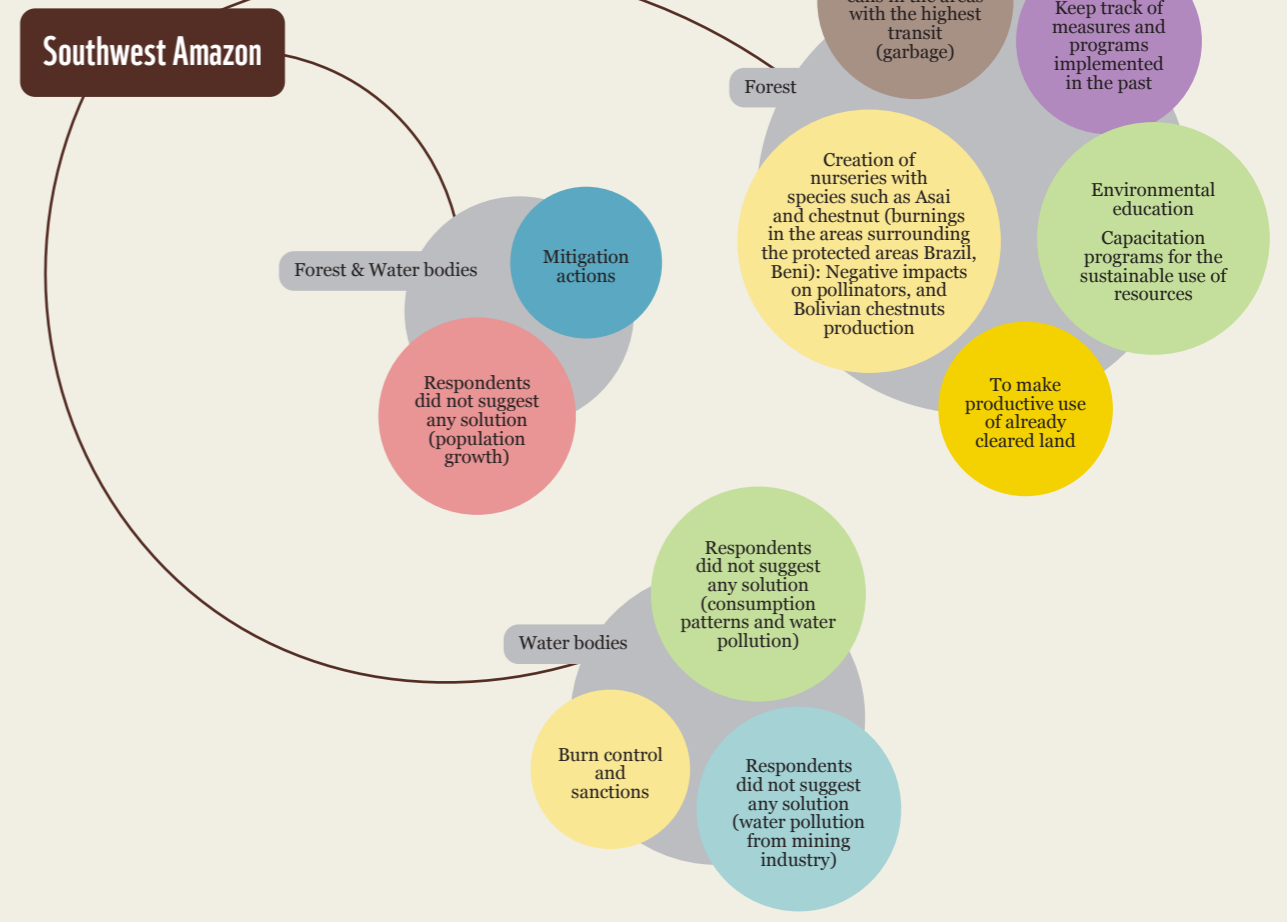 Southwest Amazon
with the highest
transit
(garbage)
Keep track of
measures and
programs
implemented
in the past
Forest
Creation of
nurseries with
species such as Asai
and chestnut (burnings
in the areas surrounding
the protected areas Brazil,
Beni): Negative impacts
on pollinators, and
Bolivian chestnuts
production
Environmental
education
Capacitation
programs for the
sustainable use of
resources
To make
productive use
of already
cleared land
Forest & Water bodies
Mitigation
actions
Respondents
did not suggest
any solution
(population
growth)
Water bodies
Respondents
did not suggest
any solution
(consumption
patterns and water
pollution)
Burn control
and
sanctions
Respondents
did not suggest
any solution
(water pollution
from mining
industry)